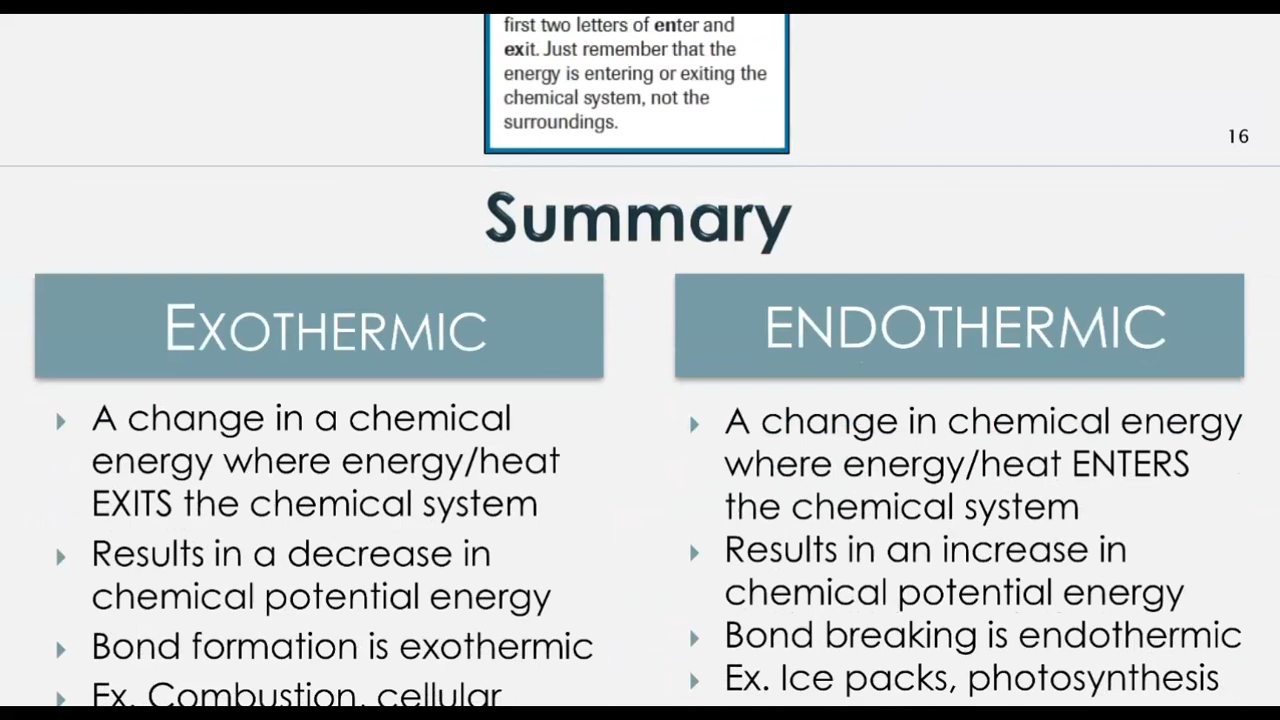 first two letters of enter and
exit. Just remember that the
energy is entering or exiting the
chemical system, not the
surroundings.
16
Summary
EXOTHERMIC
A change in a chemical
energy where energy/heat
EXITS the chemical system
Results in a decrease in
chemical potential energy
Bond formation is exothermic
Ex. Combustion, cellular
ENDOTHERMIC
A change in chemical energy
where energy/heat ENTERS
the chemical system
Results in an increase in
chemical potential energy
Bond breaking is endothermic
Ex. Ice packs, photosynthesis